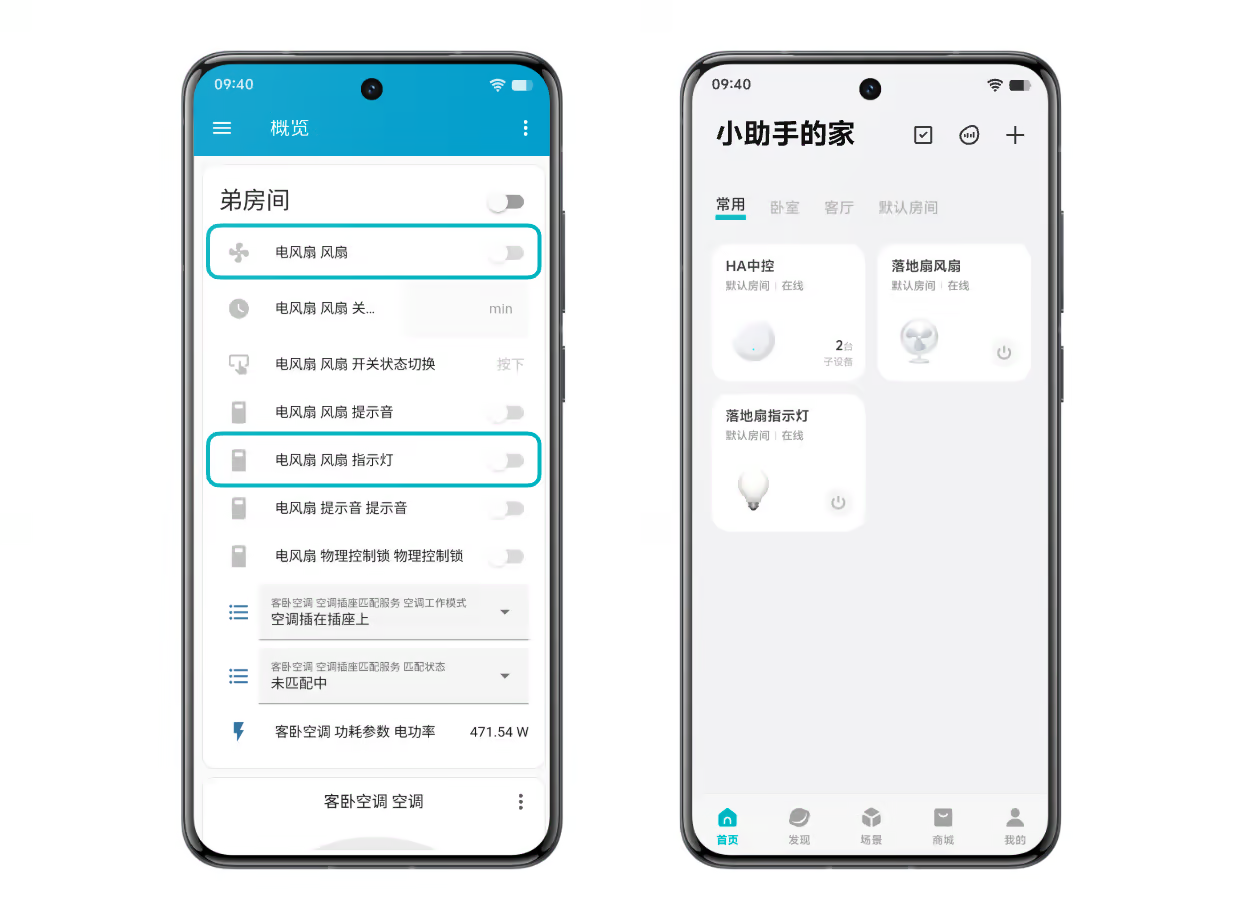 09:40
概览
弟房间
电风扇 风扇
电风扇 风扇 关...
min
电风扇 风扇 开关状态切换
按下
电风扇 风扇 提示音
电风扇 风扇 指示灯
电风扇 提示音 提示音
电风扇 物理控制锁 物理控制锁
客卧空调 空调插座匹配服务 空调工作模式
空调插在插座上
客卧空调 空调插座匹配服务 匹配状态
未匹配中
客卧空调 功耗参数 电功率
471.54 W
客卧空调 空调
09:40
小助手的家
常用
卧室
客厅
默认房间
HA中控
默认房间 | 在线
2台
子设备
落地扇风扇
默认房间 | 在线
落地扇指示灯
默认房间 | 在线
首页
发现
场景
商城
我的